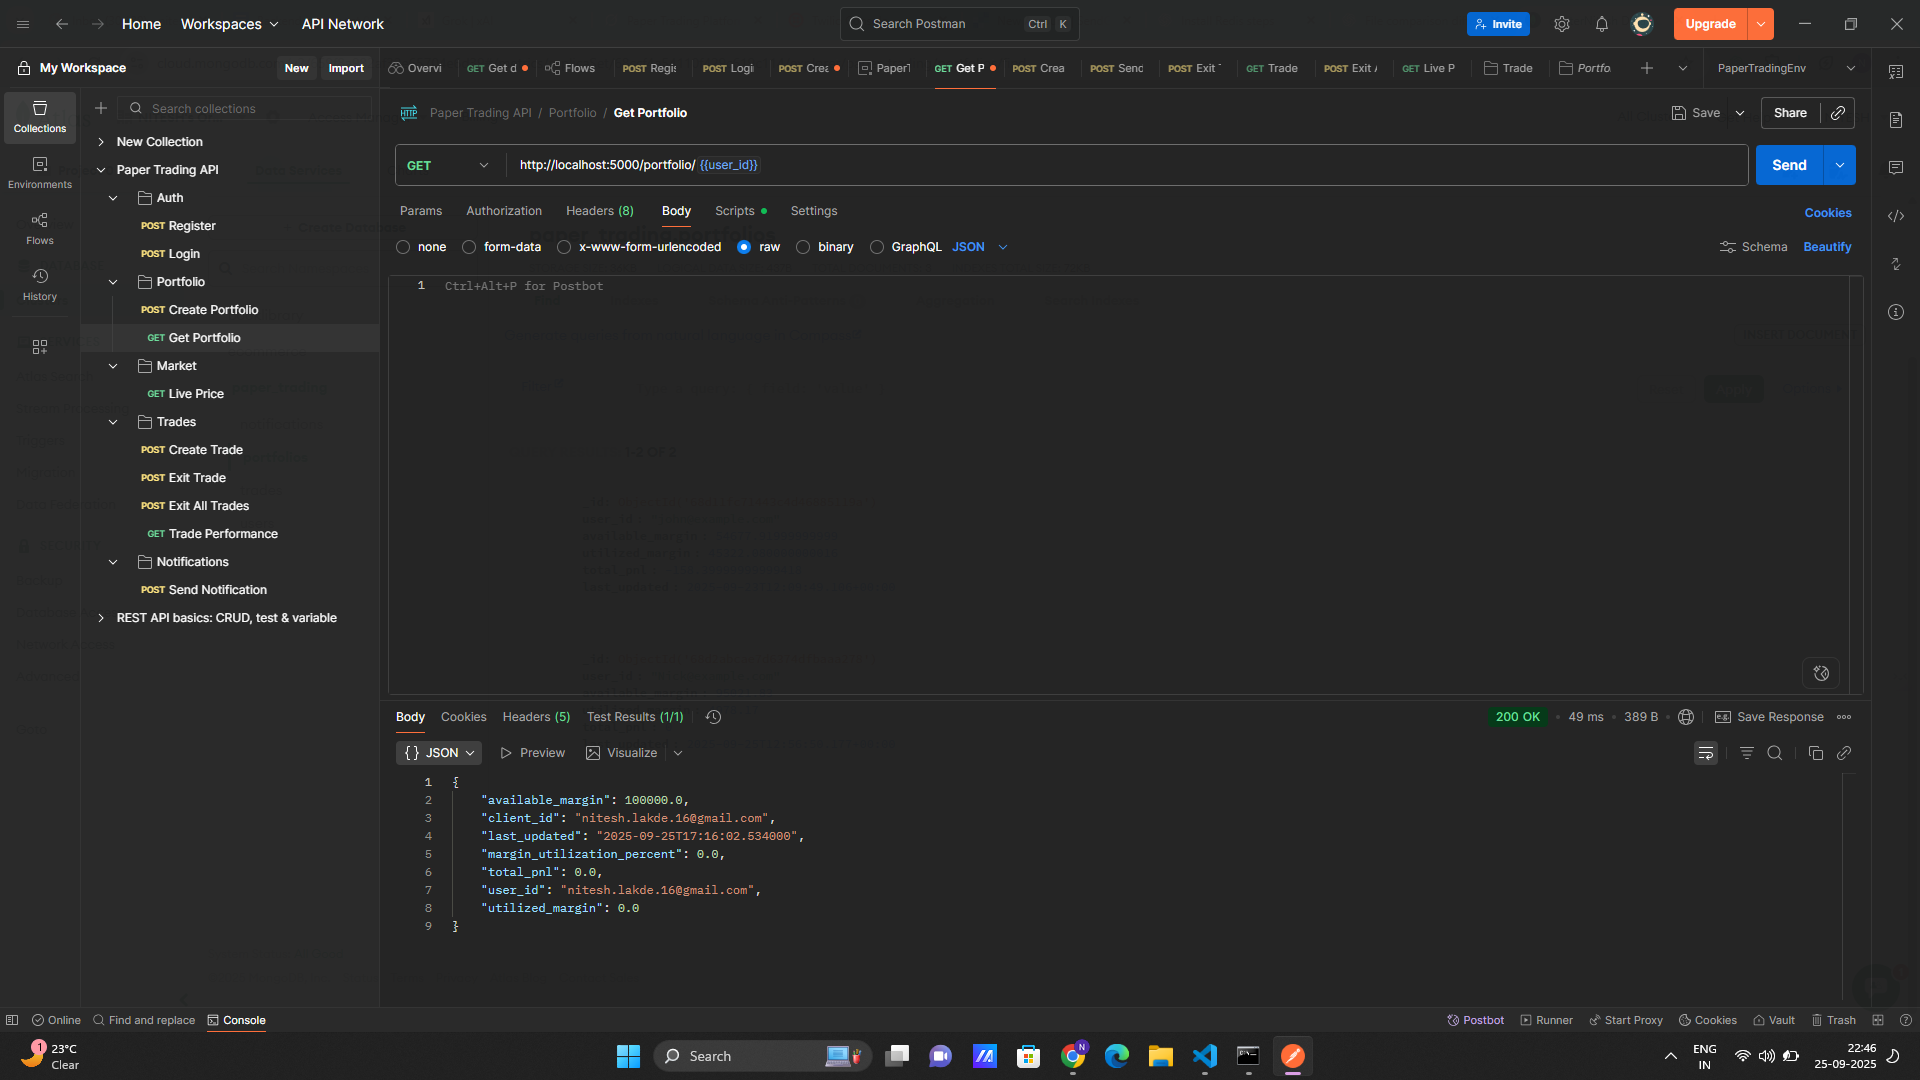 Home Workspaces API Network Search Postman Ctrl K Invite Upgrade
My Workspace New Import Overvi GET Get d Flows POST Regis POST Logi POST Crea PaperT GET Get P POST Crea POST Send POST Exit GET Trade POST Exit A GET Live P Trade Portfo PaperTradingEnv
Collections
Environments
Flows
History
Search collections
New Collection
Paper Trading API
Auth
POST Register
POST Login
Portfolio
POST Create Portfolio
GET Get Portfolio
Market
GET Live Price
Trades
POST Create Trade
POST Exit Trade
POST Exit All Trades
GET Trade Performance
Notifications
POST Send Notification
REST API basics: CRUD, test & variable
HTTP Paper Trading API / Portfolio / Get Portfolio Save Share
GET http://localhost:5000/portfolio/ {{user_id}} Send
Params Authorization Headers (8) Body Scripts Settings Cookies
none form-data x-www-form-urlencoded raw binary GraphQL JSON Schema Beautify
1 Ctrl+Alt+P for Postbot
Body Cookies Headers (5) Test Results (1/1) 200 OK • 49 ms • 389 B e.g. Save Response
{} JSON Preview Visualize
1 {
2 "available_margin": 100000.0,
3 "client_id": "nitesh.lakde.16@gmail.com",
4 "last_updated": "2025-09-25T17:16:02.534000",
5 "margin_utilization_percent": 0.0,
6 "total_pnl": 0.0,
7 "user_id": "nitesh.lakde.16@gmail.com",
8 "utilized_margin": 0.0
9 }
Online Find and replace Console Postbot Runner Start Proxy Cookies Vault Trash
1 23°C
Clear
Search
N
ENG
IN
22:46
25-09-2025